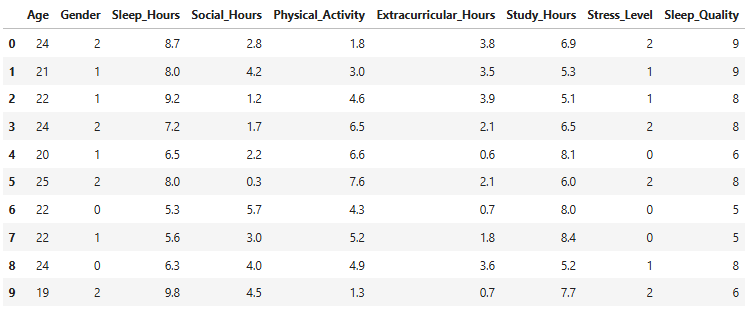 Age Gender Sleep_Hours Social_Hours Physical_Activity Extracurricular_Hours Study_Hours Stress_Level Sleep_Quality
0 24 2 8.7 2.8 1.8 3.8 6.9 2 9
1 21 1 8.0 4.2 3.0 3.5 5.3 1 9
2 22 1 9.2 1.2 4.6 3.9 5.1 1 8
3 24 2 7.2 1.7 6.5 2.1 6.5 2 8
4 20 1 6.5 2.2 6.6 0.6 8.1 0 6
5 25 2 8.0 0.3 7.6 2.1 6.0 2 8
6 22 0 5.3 5.7 4.3 0.7 8.0 0 5
7 22 1 5.6 3.0 5.2 1.8 8.4 0 5
8 24 0 6.3 4.0 4.9 3.6 5.2 1 8
9 19 2 9.8 4.5 1.3 0.7 7.7 2 6